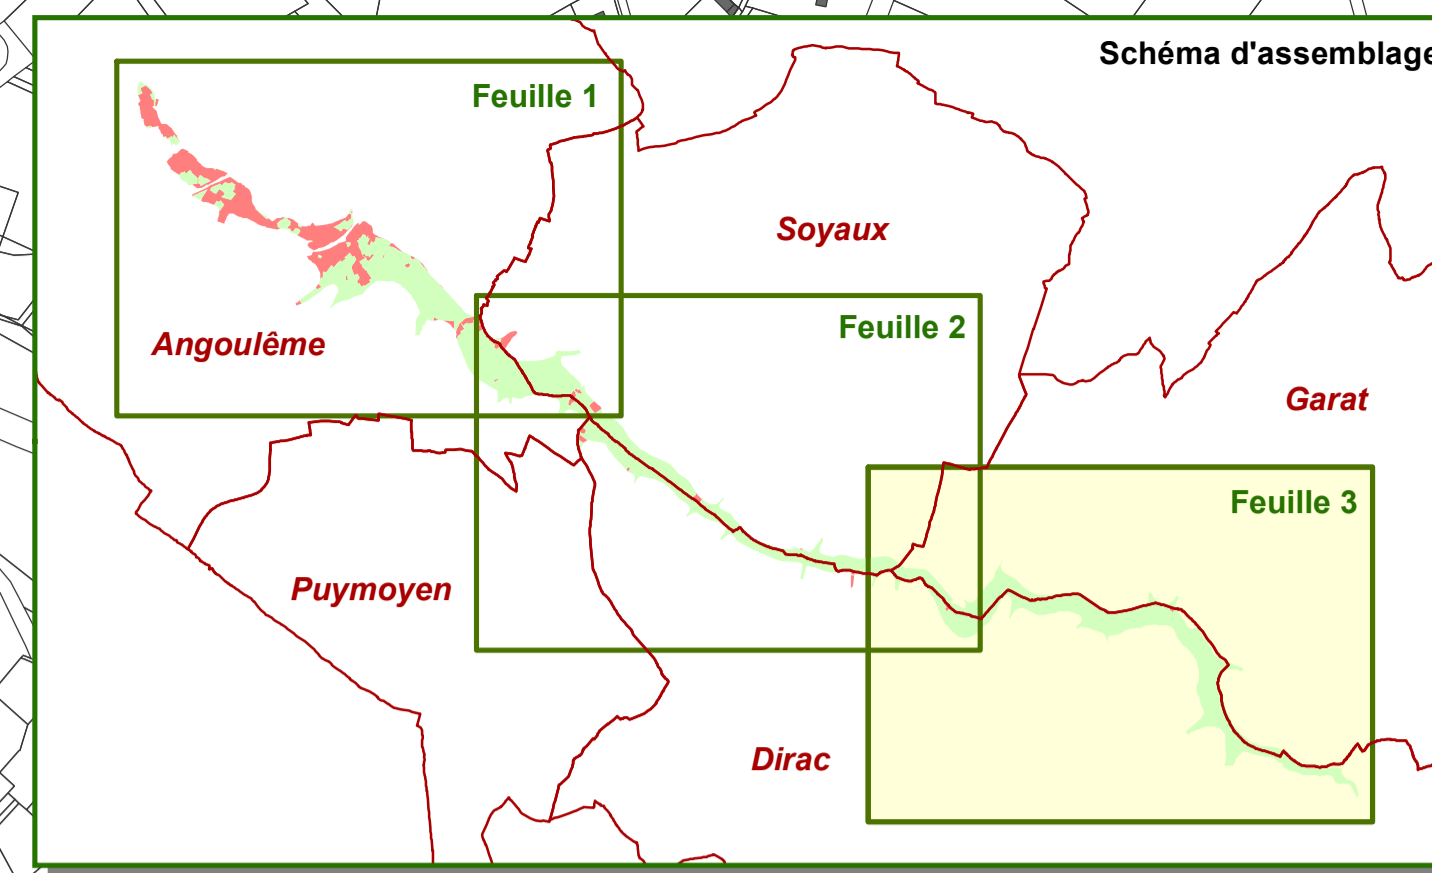 Schéma d'assemblage
Feuille 1
Soyaux
Feuille 2
Angoulême
Garat
Feuille 3
Puymoyen
Dirac